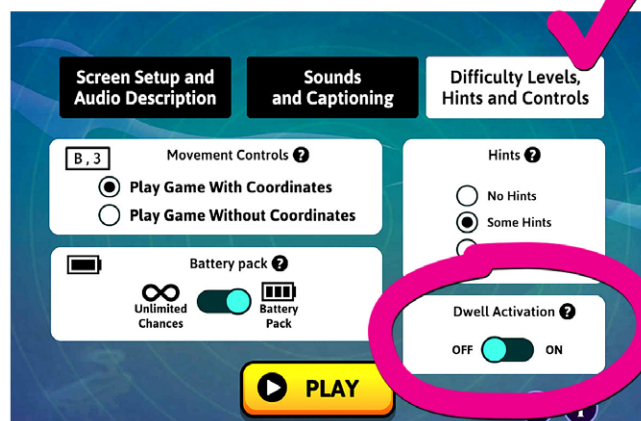 Screen Setup and
Audio Description
Sounds
and Captioning
Difficulty Levels,
Hints and Controls
B,3
Movement Controls ?
Play Game With Coordinates
Play Game Without Coordinates
Hints ?
No Hints
Some Hints
Battery pack ?
Unlimited
Chances
Battery
Pack
Dwell Activation ?
OFF
ON
PLAY